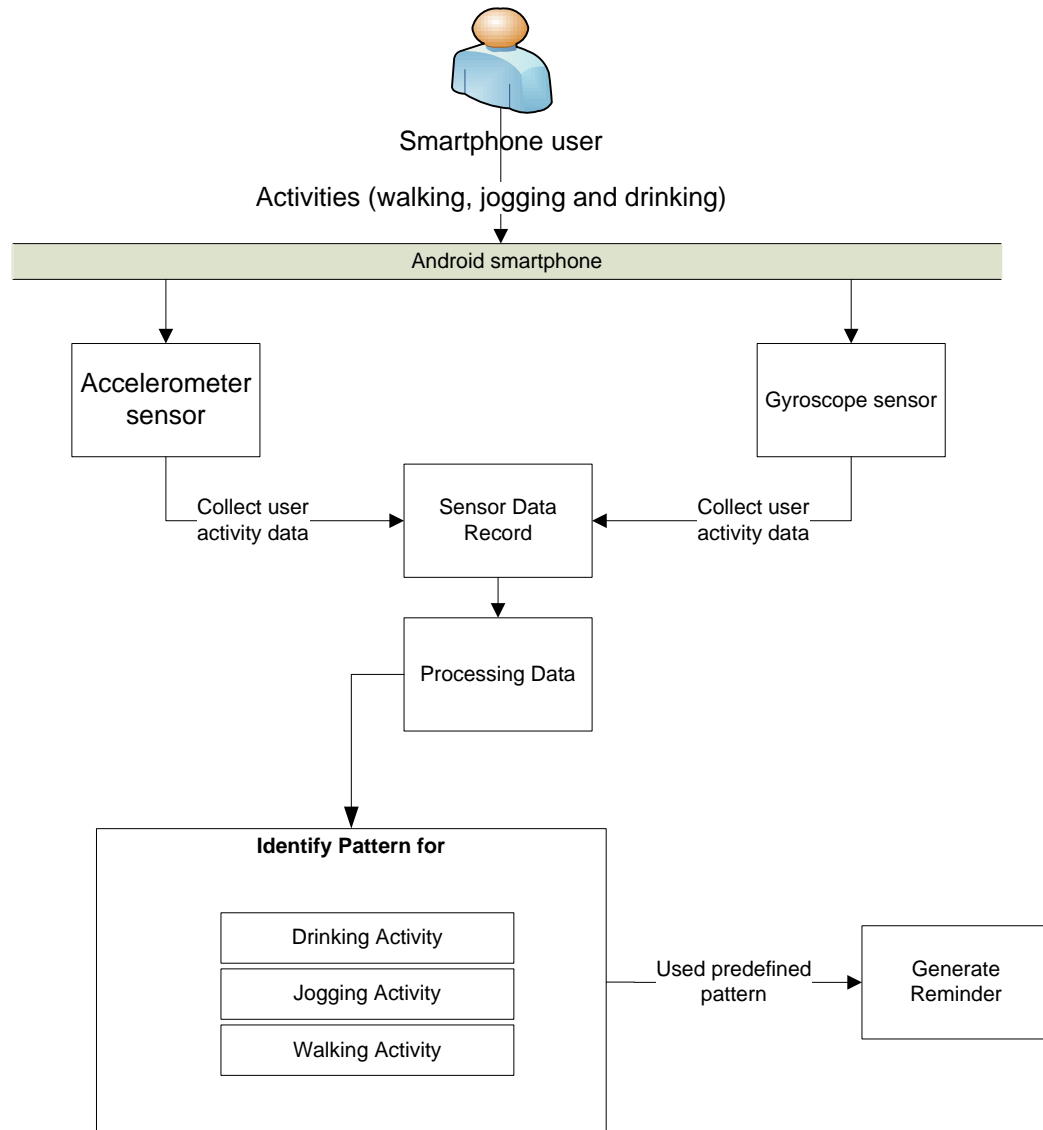 Smartphone user
Activities (walking, jogging and drinking)
Android smartphone
Accelerometer
sensor
Gyroscope sensor
Collect user
activity data
Sensor Data
Record
Collect user
activity data
Processing Data
Identify Pattern for
Drinking Activity
Jogging Activity
Walking Activity
Used predefined
pattern
Generate
Reminder